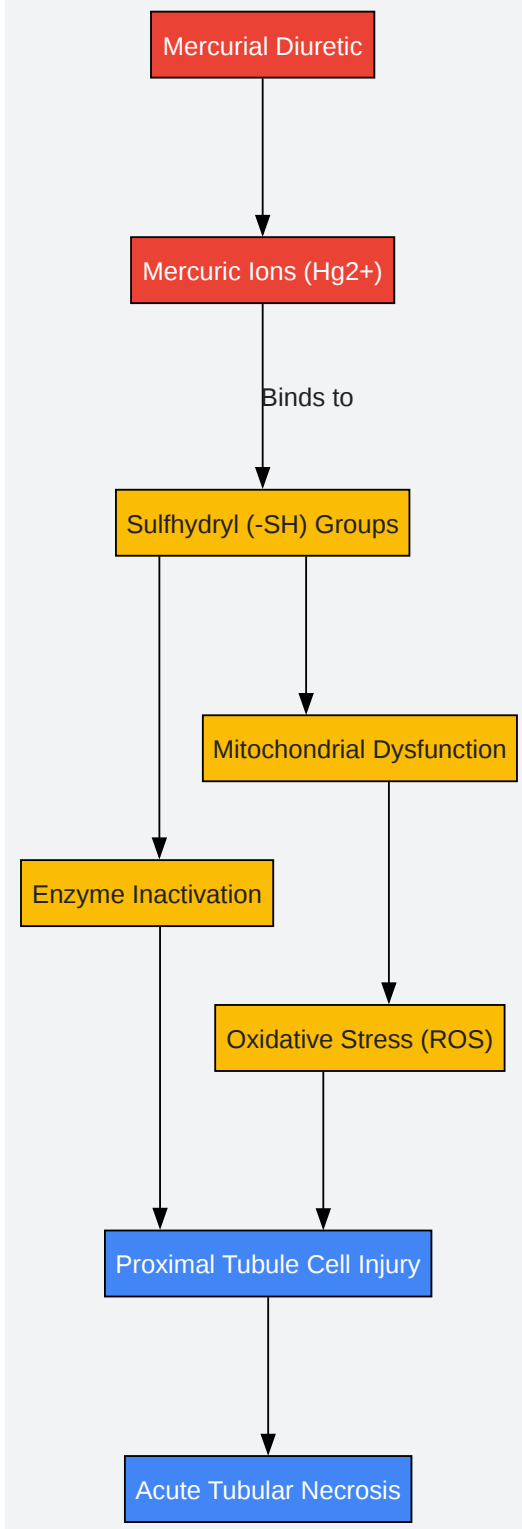 Mercurial Diuretic
Mercuric Ions (Hg2+)
Binds to
Sulfhydryl (-SH) Groups
Mitochondrial Dysfunction
Enzyme Inactivation
Oxidative Stress (ROS)
Proximal Tubule Cell Injury
Acute Tubular Necrosis